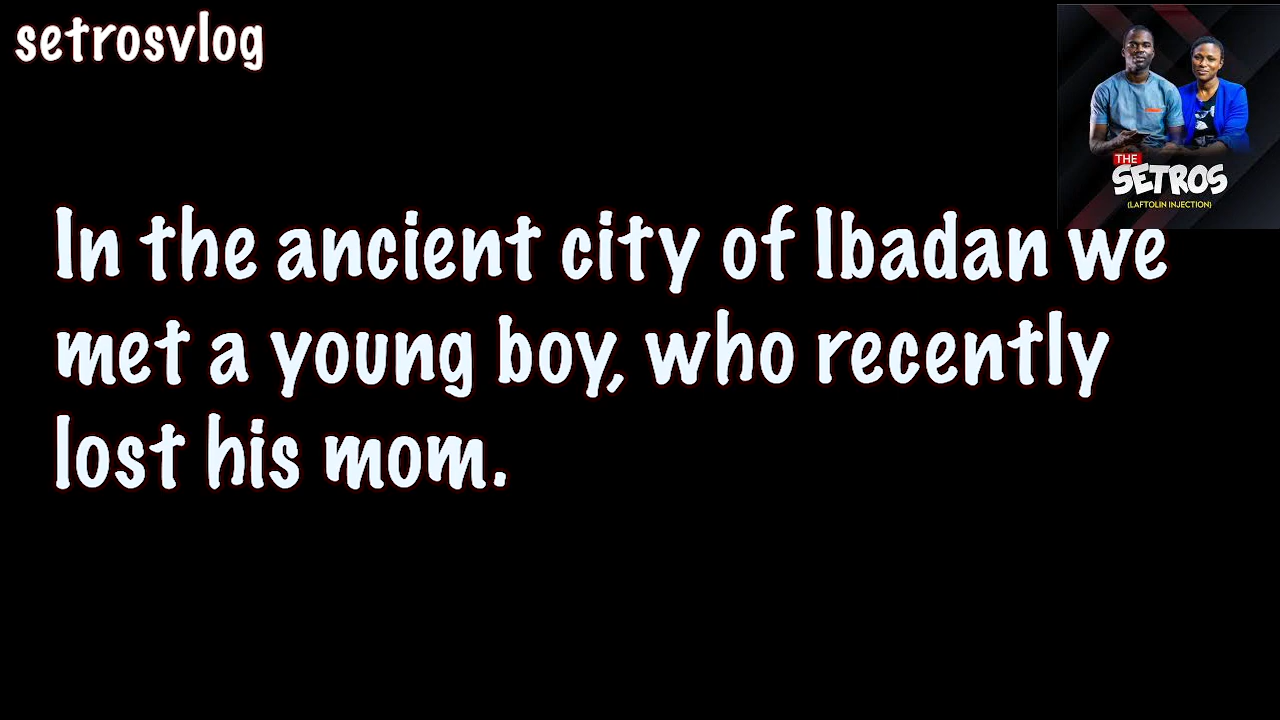 setrosvlog
THE
SETROS
(LAFTOLIN INJECTION)
In the ancient city of Ibadan we
met a young boy, who recently
lost his mom.